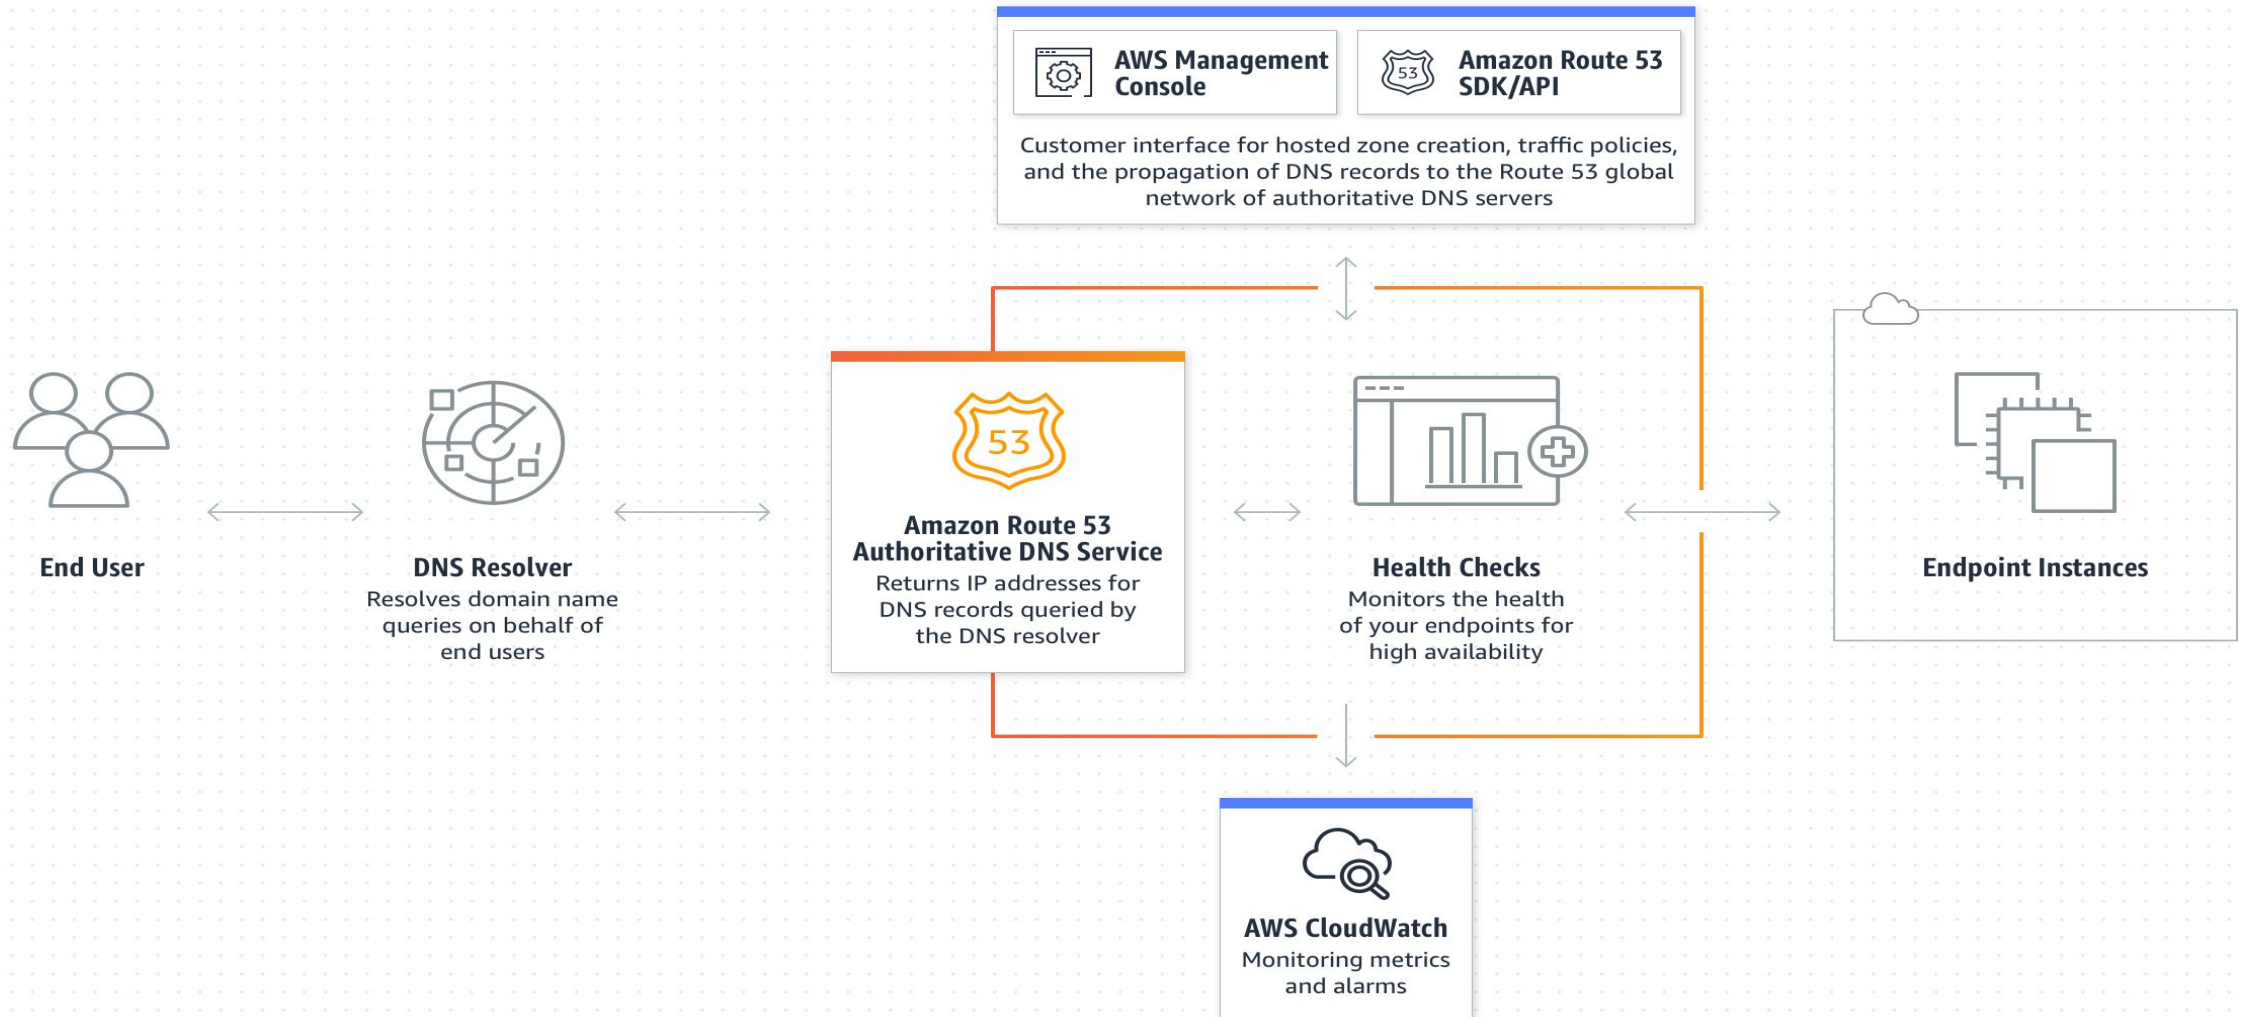 AWS Management
Console
53
Amazon Route 53
SDK/API
Customer interface for hosted zone creation, traffic policies,
and the propagation of DNS records to the Route 53 global
network of authoritative DNS servers
End User
DNS Resolver
Resolves domain name
queries on behalf of
end users
53
Amazon Route 53
Authoritative DNS Service
Returns IP addresses for
DNS records queried by
the DNS resolver
Health Checks
Monitors the health
of your endpoints for
high availability
Endpoint Instances
AWS CloudWatch
Monitoring metrics
and alarms